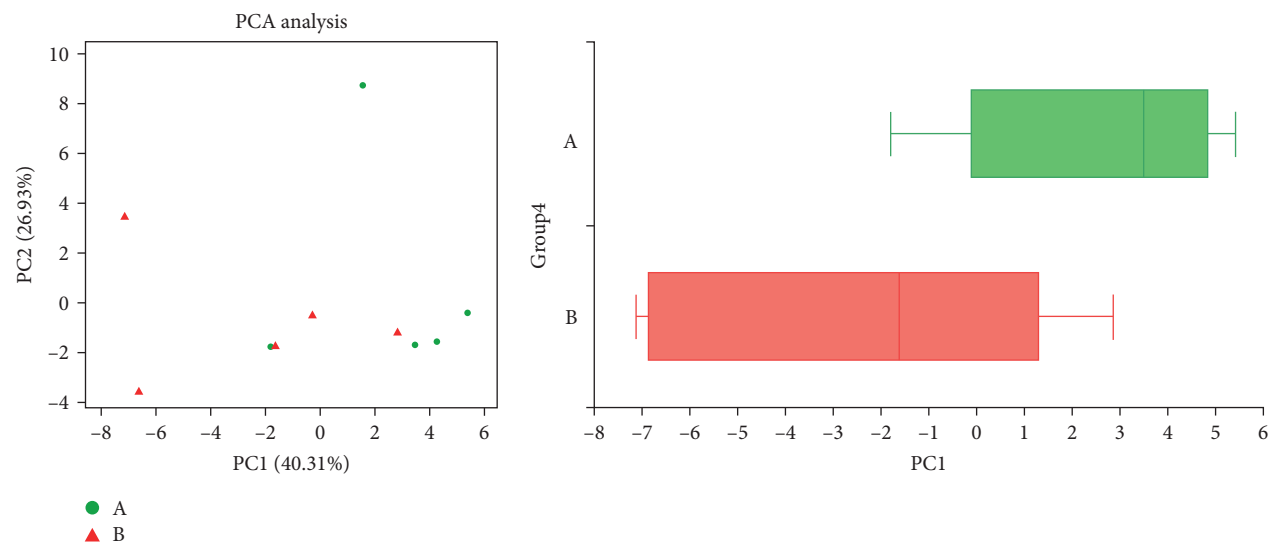 PCA analysis
PC2 (26.93%)
10
8
6
4
2
0
−2
−4
−8 −6 −4 −2 0 2 4 6
PC1 (40.31%)
A
B
Group4
A
B
−8 −7 −6 −5 −4 −3 −2 −1 0 1 2 3 4 5 6
PC1